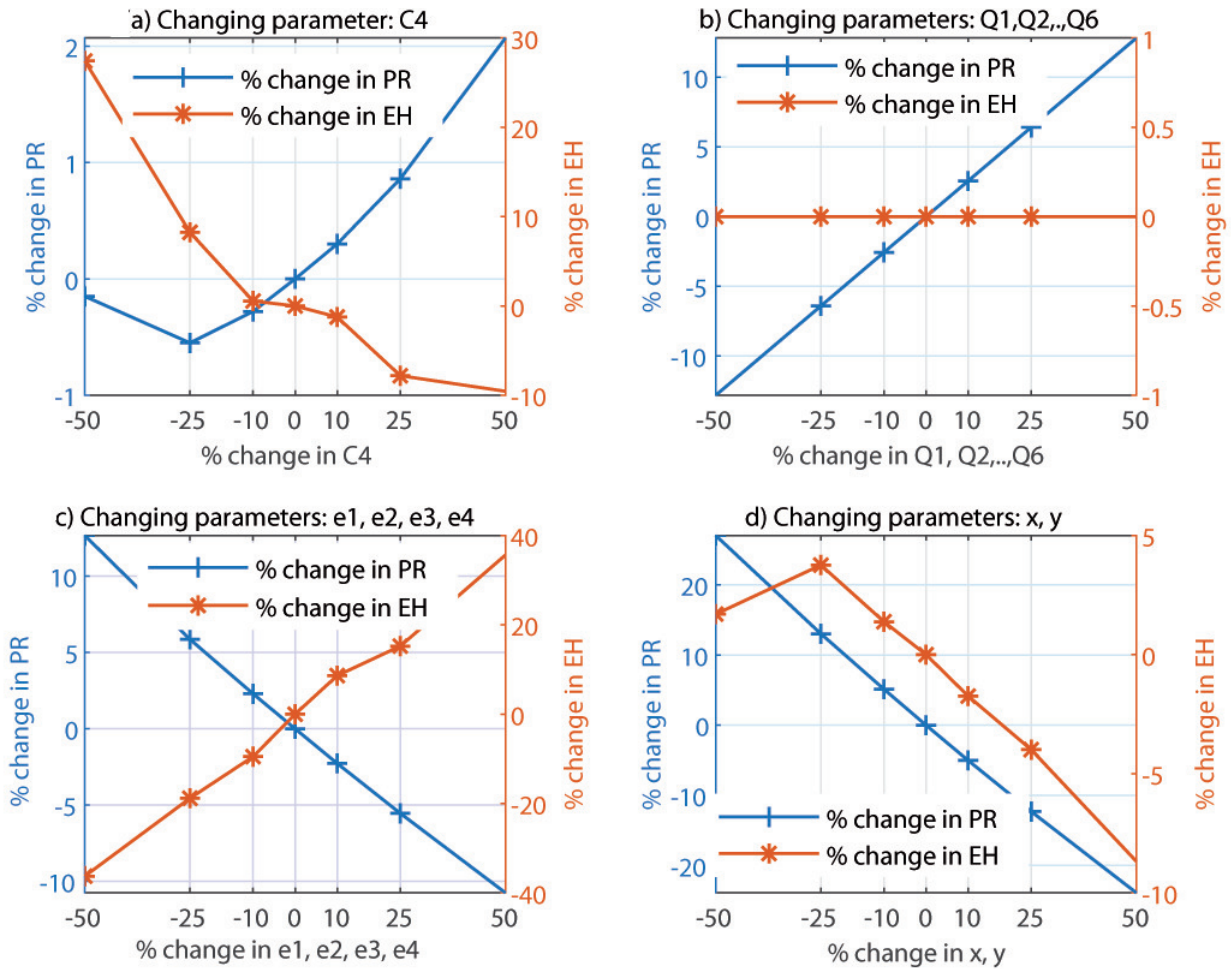 a) Changing parameter: C4
% change in PR
% change in EH
2
1
0
-1
30
20
10
0
-10
-50
-25
-10
0
10
25
50
% change in PR
% change in EH
% change in C4
b) Changing parameters: Q1,Q2,.,Q6
% change in PR
% change in EH
10
5
0
-5
-10
1
0.5
0
-0.5
-1
-50
-25
-10
0
10
25
50
% change in PR
% change in EH
% change in Q1, Q2,..,Q6
c) Changing parameters: e1, e2, e3, e4
% change in PR
% change in EH
10
5
0
-5
-10
40
20
0
-20
-40
-50
-25
-10
0
10
25
50
% change in PR
% change in EH
% change in e1, e2, e3, e4
d) Changing parameters: x, y
20
10
0
-10
-20
5
0
-5
-10
% change in PR
% change in EH
-50
-25
-10
0
10
25
50
% change in PR
% change in EH
% change in x, y